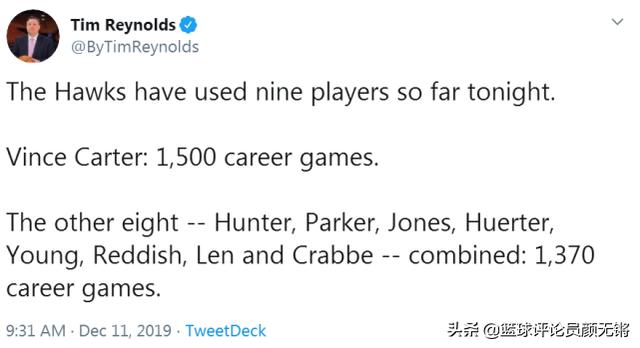 Tim Reynolds
@ByTimReynolds
The Hawks have used nine players so far tonight.
Vince Carter: 1,500 career games.
The other eight -- Hunter, Parker, Jones, Huerter,
Young, Reddish, Len and Crabbe -- combined: 1,370
career games.
9:31 AM · Dec 11, 2019 · TweetDeck
头条 @篮球评论员颜无锵